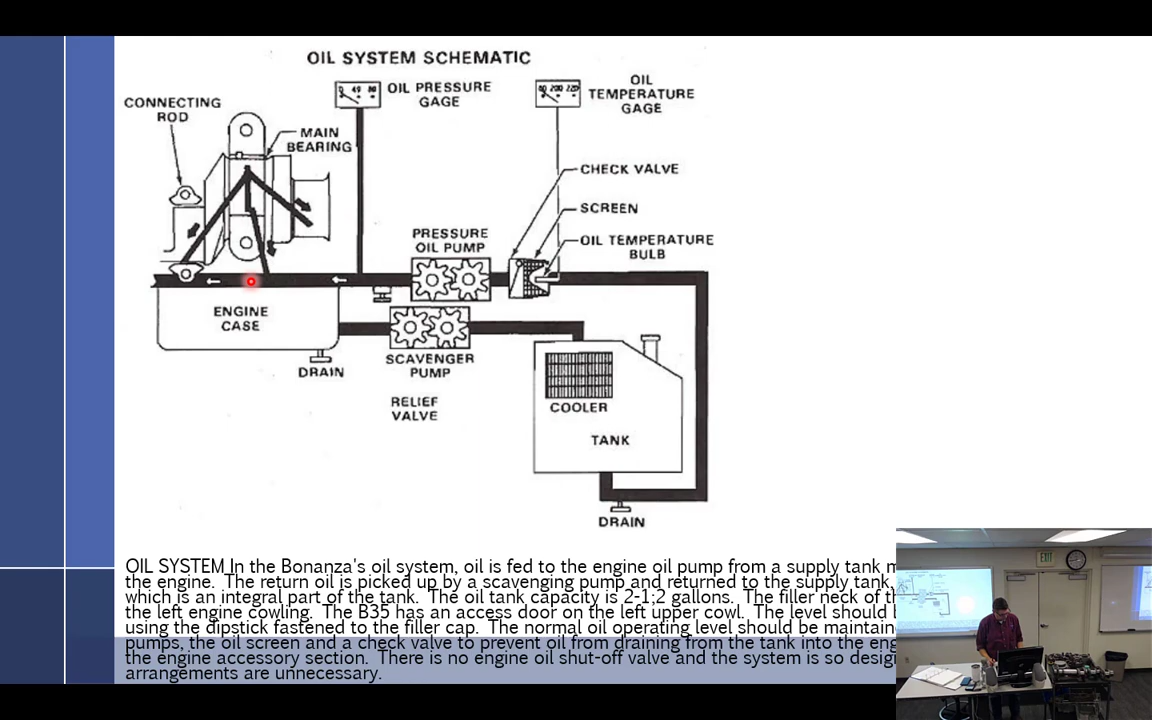 OIL SYSTEM SCHEMATIC
OIL PRESSURE
GAGE
OIL
TEMPERATURE
GAGE
CONNECTING
ROD
MAIN
BEARING
CHECK VALVE
SCREEN
OIL TEMPERATURE
BULB
PRESSURE
OIL PUMP
ENGINE
CASE
DRAIN
SCAVENGER
PUMP
RELIEF
VALVE
COOLER
TANK
DRAIN
OIL SYSTEM In the Bonanza's oil system, oil is fed to the engine oil pump from a supply tank
the engine. The return oil is picked up by a scavenging pump and returned to the supply tank,
which is an integral part of the tank. The oil tank capacity is 2-1;2 gallons. The filler neck of
the left engine cowling. The B35 has an access door on the left upper cowl. The level should
using the dipstick fastened to the filler cap. The normal oil operating level should be
pumps, the oil screen and a check valve to prevent oil from draining from the tank into the
the engine accessory section. There is no engine oil shut-off valve and the system is so
arrangements are unnecessary.
EXIT